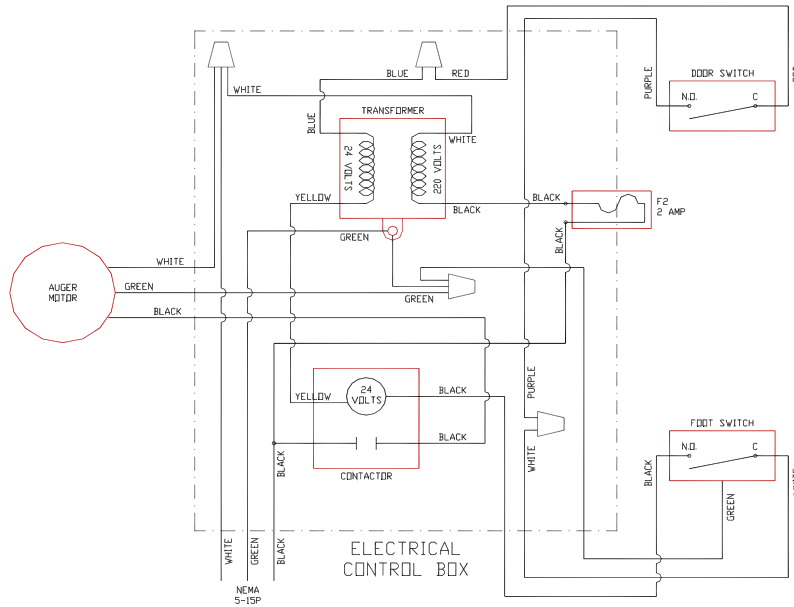 BLUE
RED
DOOR SWITCH
N.O.
C
PURPLE
WHITE
TRANSFORMER
BLUE
WHITE
24 VOLTS
220 VOLTS
YELLOW
BLACK
BLACK
F2
2 AMP
GREEN
BLACK
WHITE
AUGER
MOTOR
GREEN
GREEN
BLACK
YELLOW
24
VOLTS
BLACK
PURPLE
BLACK
FOOT SWITCH
N.O.
C
BLACK
WHITE
BLACK
CONTACTOR
GREEN
WHITE
GREEN
BLACK
ELECTRICAL
CONTROL BOX
NEMA
5-15P